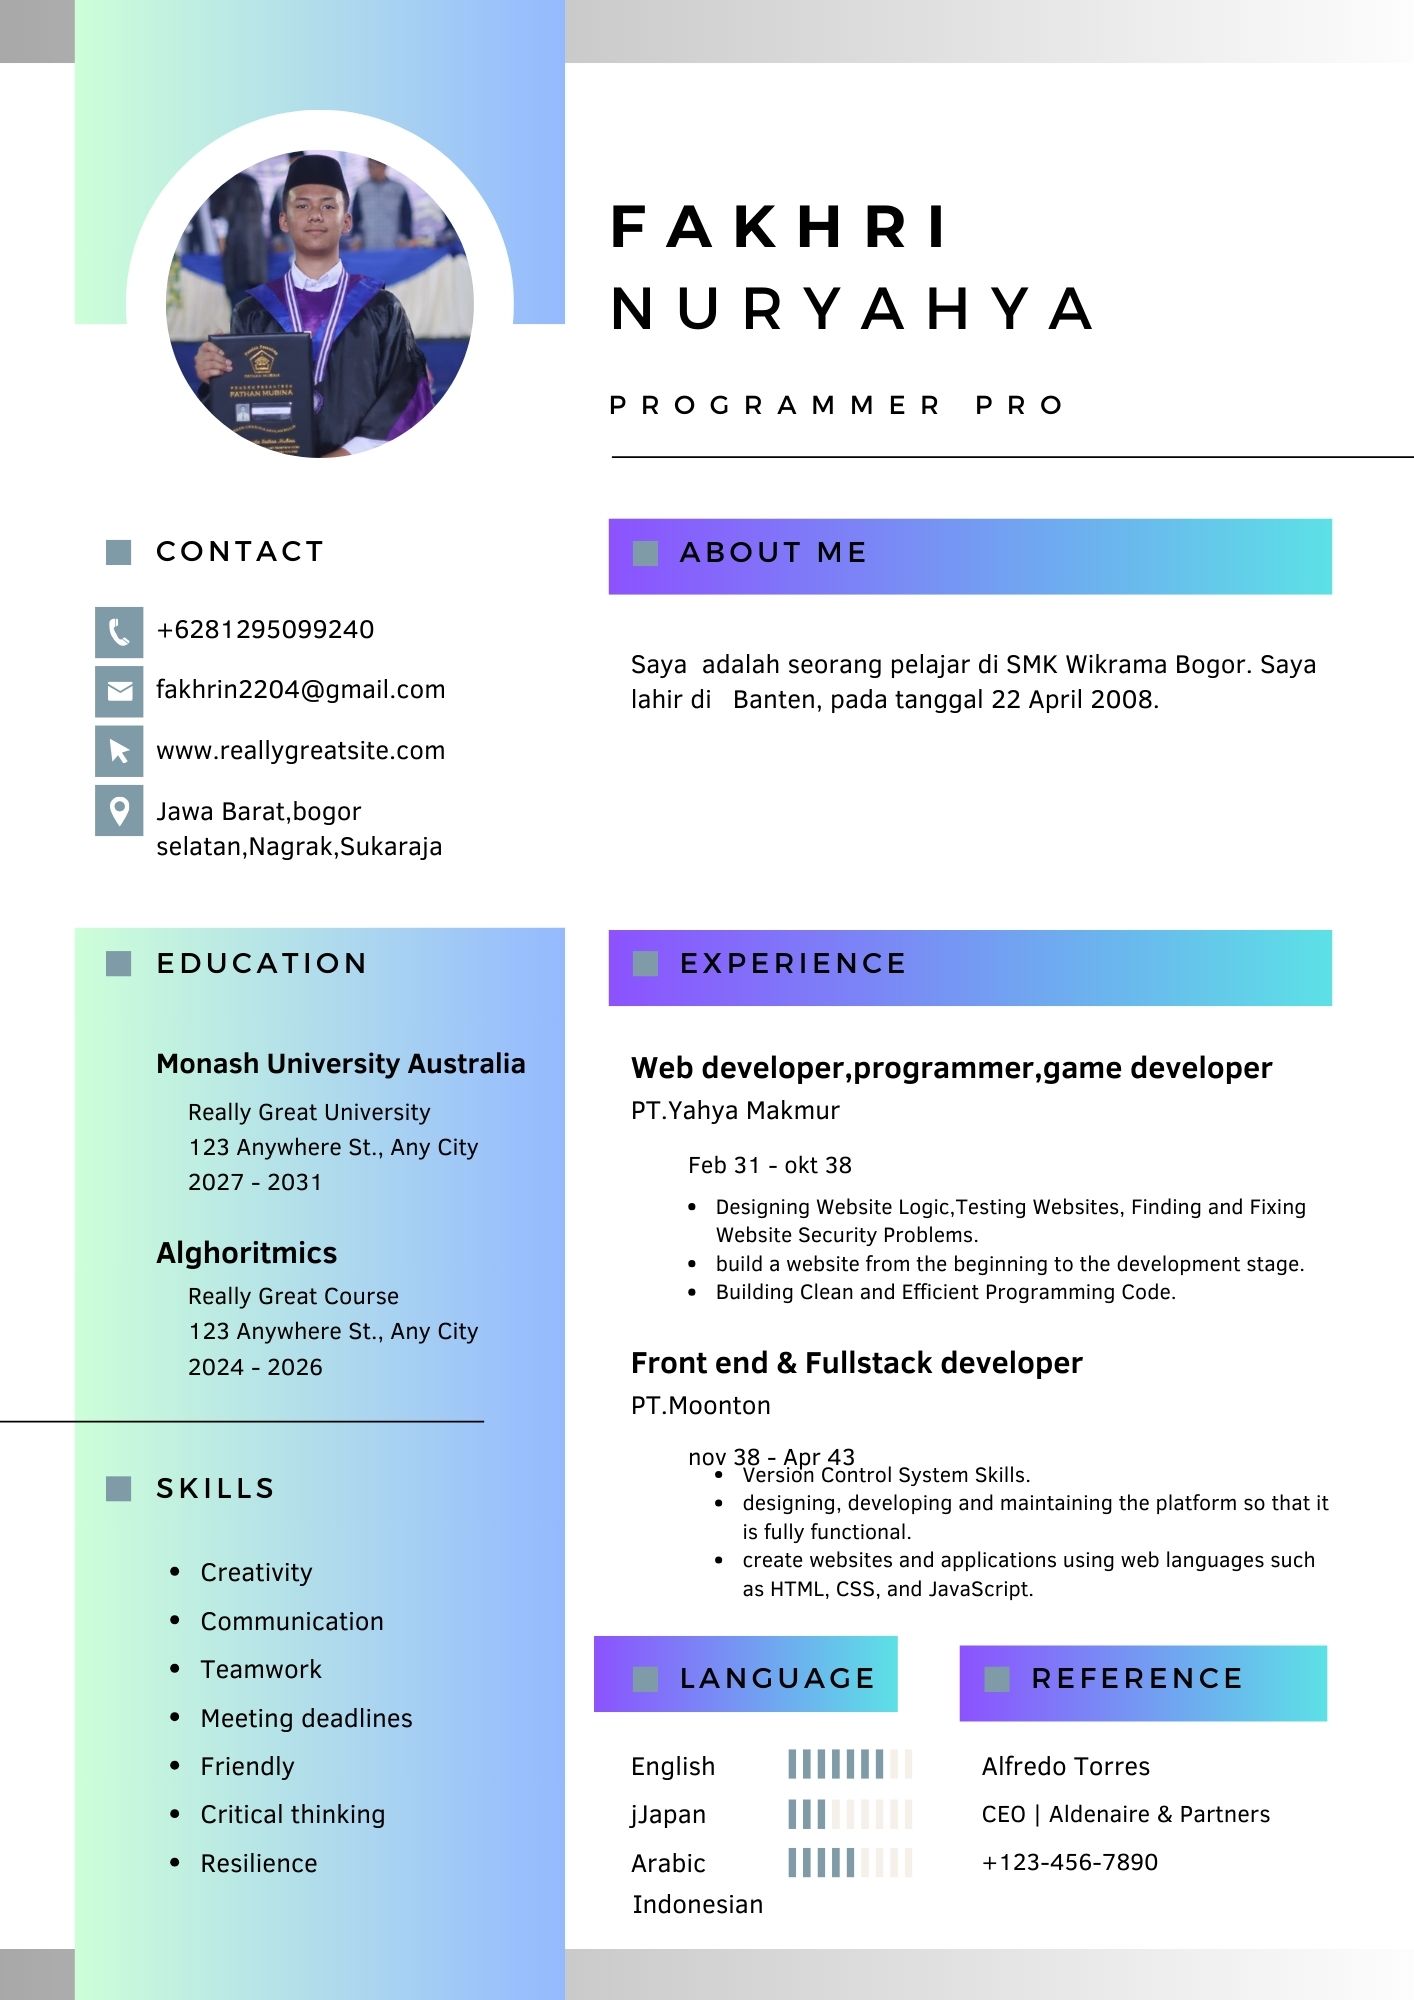 FAKHRI
NURYAHYA
PROGRAMMER PRO
PATHAN MUBINA
CONTACT
+6281295099240
fakhrin2204@gmail.com
www.reallygreatsite.com
Jawa Barat,bogor
selatan,Nagrak,Sukaraja
ABOUT ME
Saya  adalah seorang pelajar di SMK Wikrama Bogor. Saya
lahir di   Banten, pada tanggal 22 April 2008.
EDUCATION
Monash University Australia
Really Great University
123 Anywhere St., Any City
2027 - 2031
Alghoritmics
Really Great Course
123 Anywhere St., Any City
2024 - 2026
SKILLS
• Creativity
• Communication
• Teamwork
• Meeting deadlines
• Friendly
• Critical thinking
• Resilience
EXPERIENCE
Web developer,programmer,game developer
PT.Yahya Makmur
Feb 31 - okt 38
• Designing Website Logic,Testing Websites, Finding and Fixing
Website Security Problems.
• build a website from the beginning to the development stage.
• Building Clean and Efficient Programming Code.
Front end & Fullstack developer
PT.Moonton
nov 38 - Apr 43
• Version Control System Skills.
• designing, developing and maintaining the platform so that it
is fully functional.
• create websites and applications using web languages such
as HTML, CSS, and JavaScript.
LANGUAGE
English
jJapan
Arabic
Indonesian
REFERENCE
Alfredo Torres
CEO | Aldenaire & Partners
+123-456-7890